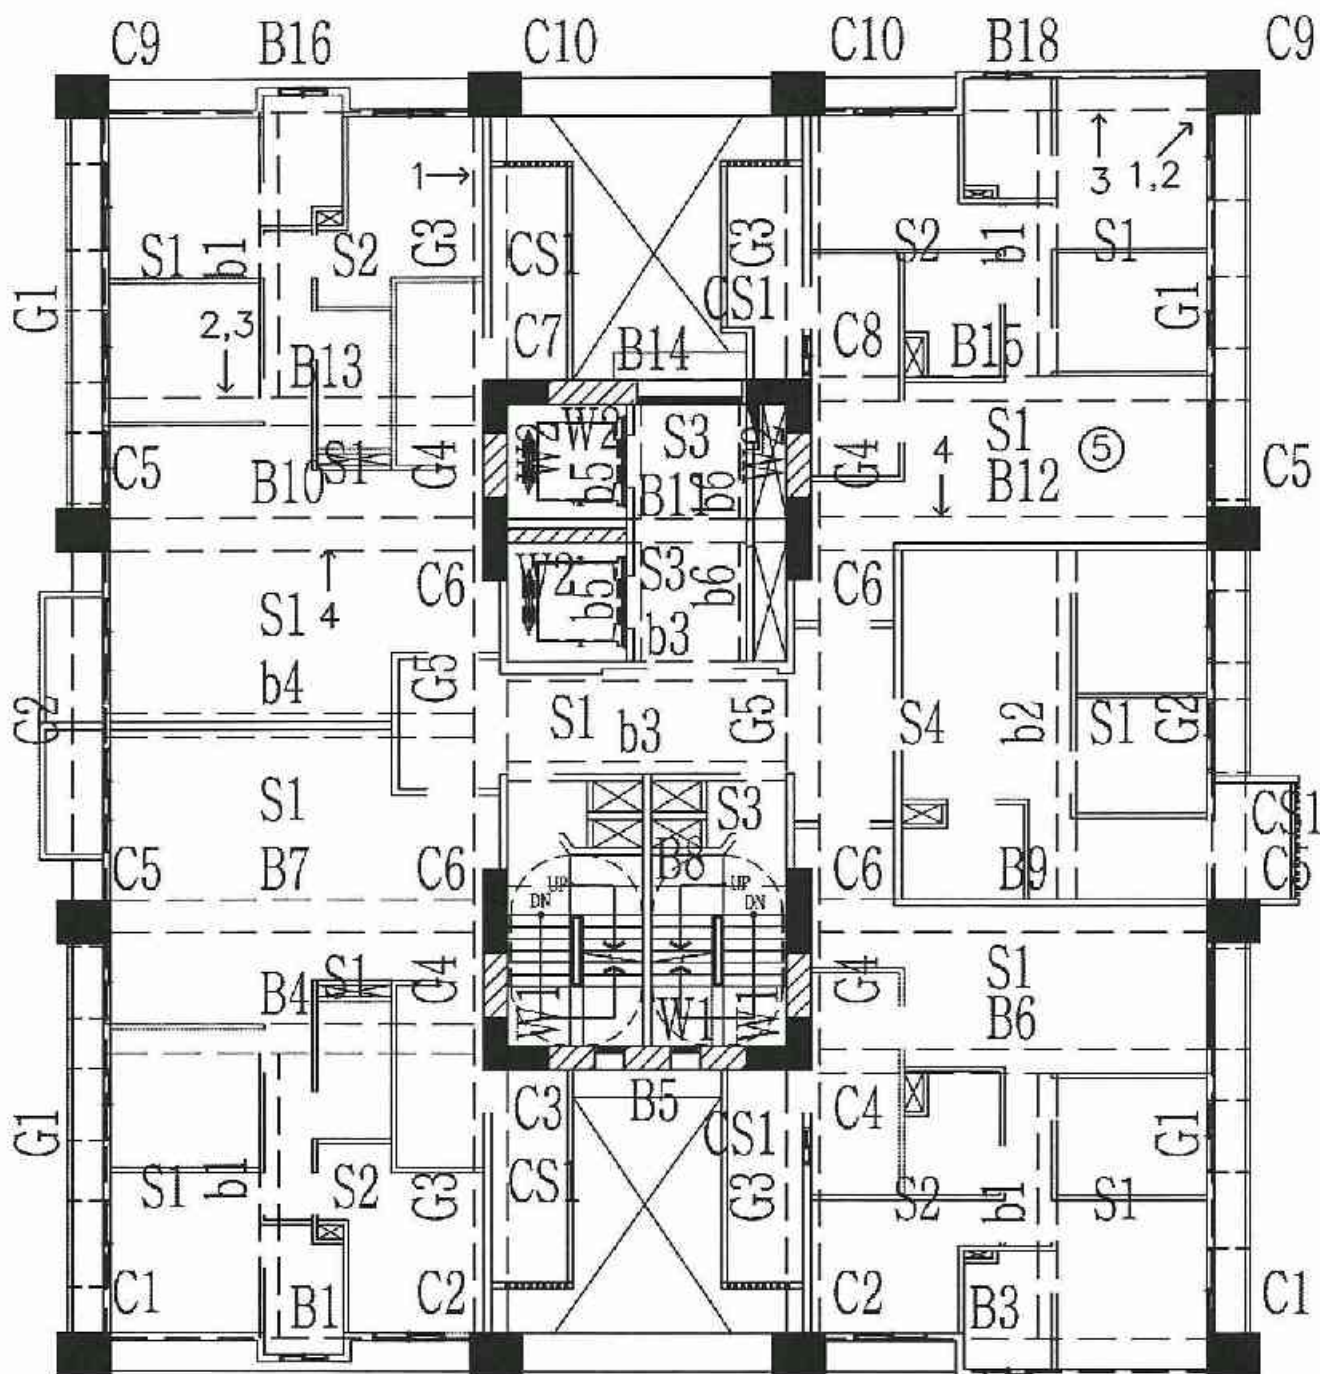 C9 B16 C10 C10 B18 C9
1 3 1,2
S1 b1 S2 G3 CS1 G3 S2 b1 S1
CS1
G1 2,3 B13 C7 B14 C8 B15 G1
W2 W2 S3 W2 S1 4 5
C5 B10 S1 G4 b5 B11 b6 G4 B12 C5
C6 W2 b5 S3 b6 C6
S1 4 b3
b4 G5
C2 S1 b3 G5 S4 b2 S1 G2
S1 S3 CS1
C5 B7 C6 B8 C6 B9 C5
UP UP
DN DN
B4 S1 G4 G4 S1
W1 W1 W1 B6
G1 C3 B5 CS1 C4 G1
S1 b1 S2 G3 CS1 G3 S2 b1 S1
C1 B1 C2 C2 B3 C1